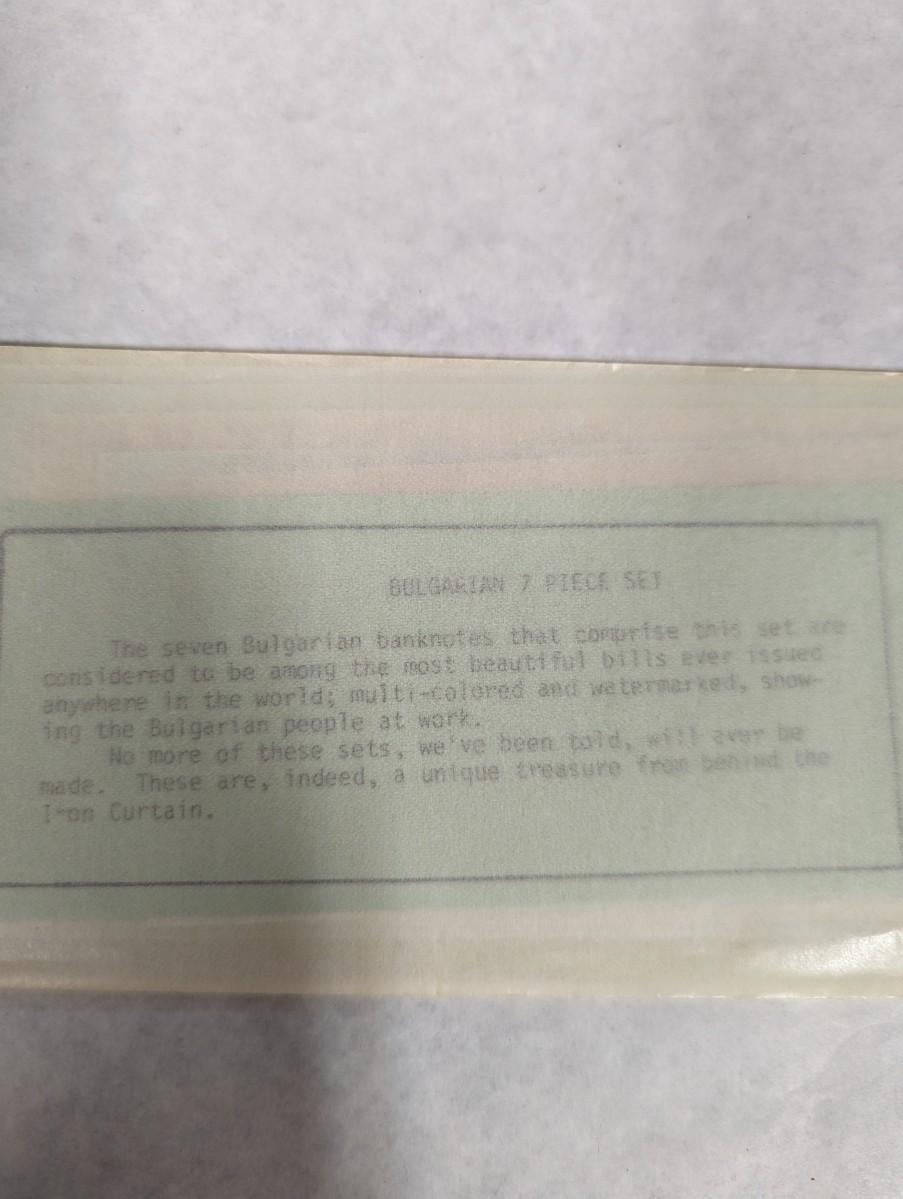 BULGARIAN 7 PIECE SET
The seven Bulgarian banknotes that comprise this set are
considered to be among the most beautiful bills ever issued
anywhere in the world; multi-colored and watermarked, show-
ing the Bulgarian people at work.
No more of these sets, we've been told, will ever be
made. These are, indeed, a unique treasure from behind the
Iron Curtain.